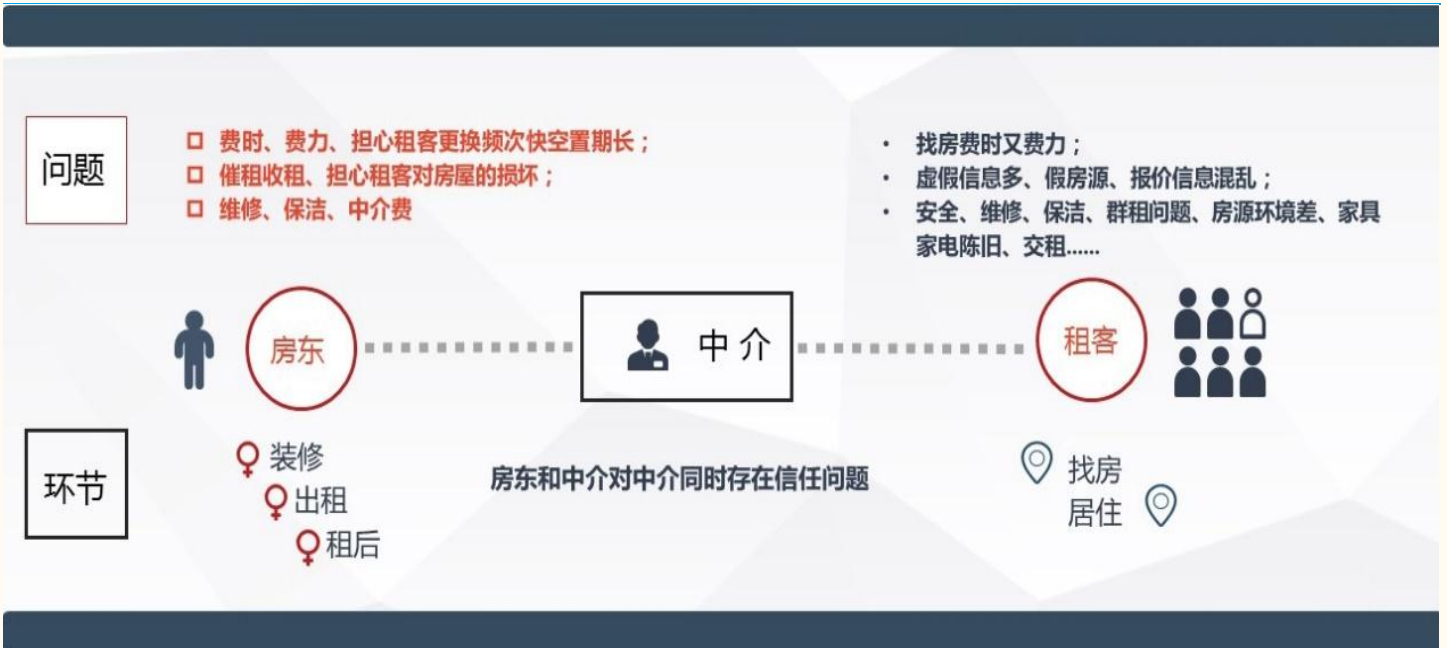 问题
费时、费力、担心租客更换频次快空置期长；
催租收租、担心租客对房屋的损坏；
维修、保洁、中介费
找房费时又费力；
虚假信息多、假房源、报价信息混乱；
安全、维修、保洁、群租问题、房源环境差、家具
家电陈旧、交租......
房东
中介
租客
环节
装修
出租
租后
房东和中介对中介同时存在信任问题
找房
居住